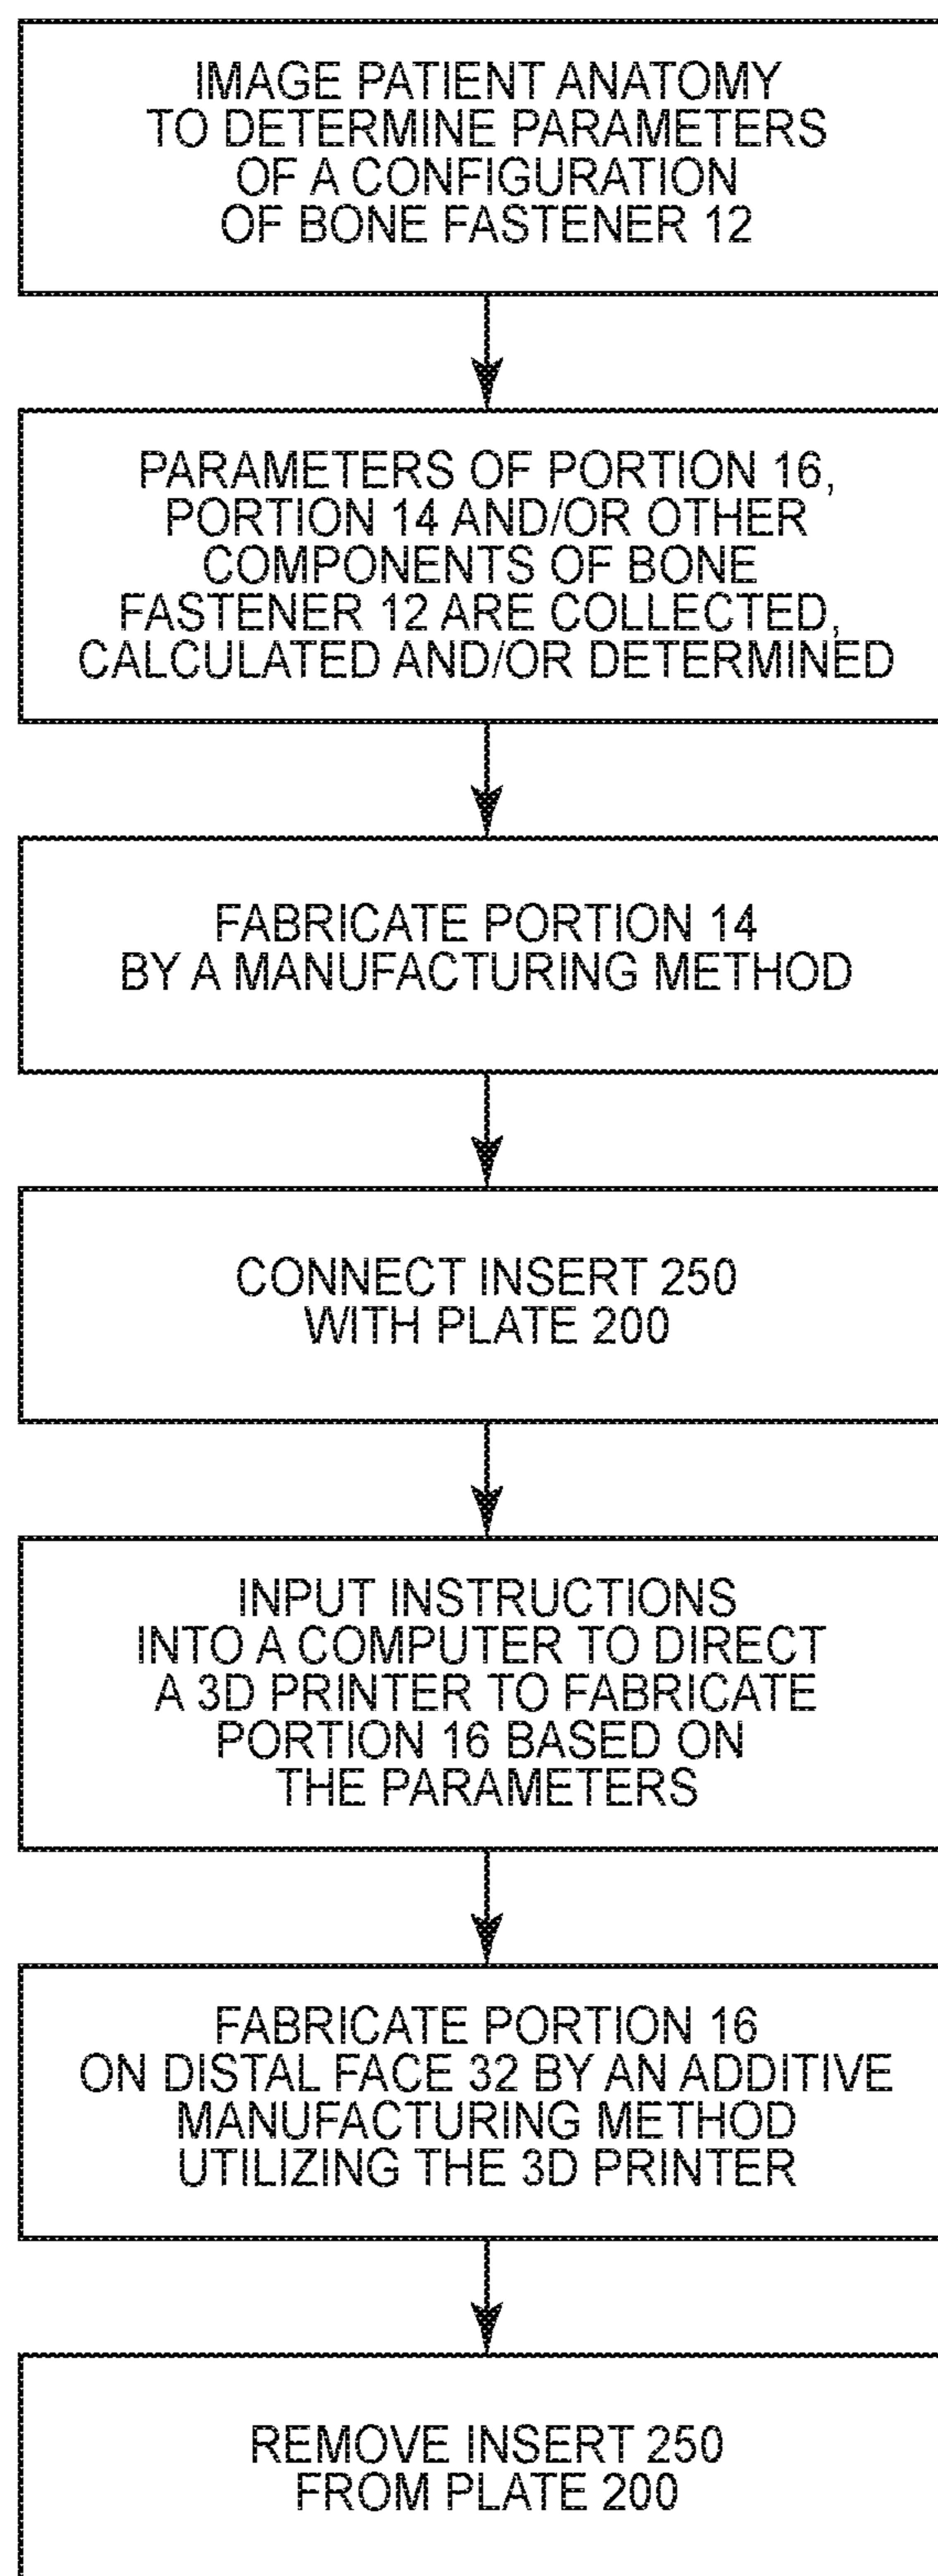 IMAGE PATIENT ANATOMY
TO DETERMINE PARAMETERS
OF A CONFIGURATION
OF BONE FASTENER 12
PARAMETERS OF PORTION 16,
PORTION 14 AND/OR OTHER
COMPONENTS OF BONE
FASTENER 12 ARE COLLECTED,
CALCULATED AND/OR DETERMINED
FABRICATE PORTION 14
BY A MANUFACTURING METHOD
CONNECT INSERT 250
WITH PLATE 200
INPUT INSTRUCTIONS
INTO A COMPUTER TO DIRECT
A 3D PRINTER TO FABRICATE
PORTION 16 BASED ON
THE PARAMETERS
FABRICATE PORTION 16
ON DISTAL FACE 32 BY AN ADDITIVE
MANUFACTURING METHOD
UTILIZING THE 3D PRINTER
REMOVE INSERT 250
FROM PLATE 200